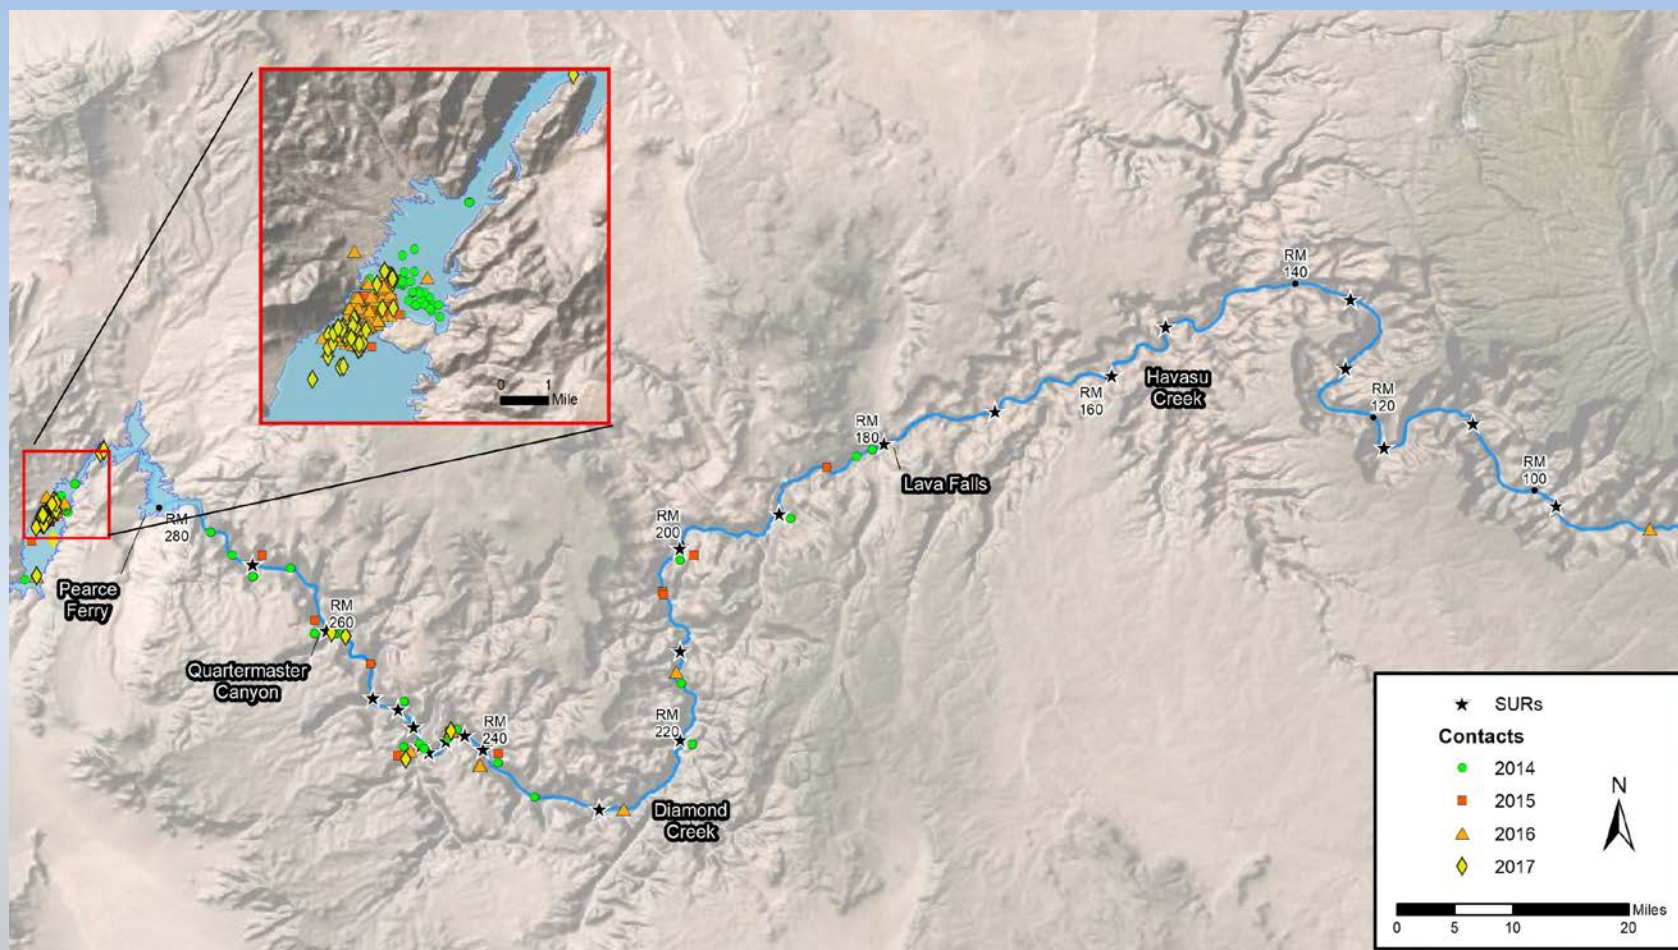 0 1
Mile
RM
140
RM
160
Havasu
Creek
RM
120
RM
180
Lava Falls
RM
100
RM
200
RM
280
Pearce
Ferry
RM
260
Quartermaster
Canyon
RM
240
RM
220
Diamond
Creek
SURs
Contacts
2014
2015
2016
2017
N
Miles
0 5 10 20